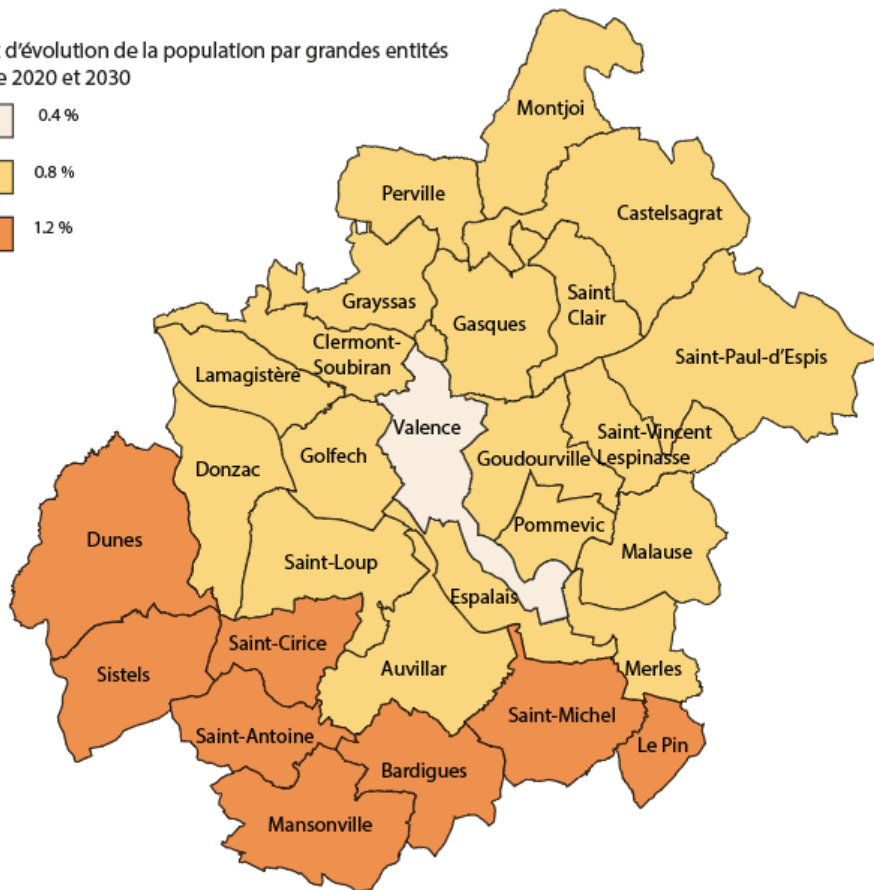 d'évolution de la population par grandes entités
e 2020 et 2030
0.4 %
0.8 %
1.2 %
Montjoi
Perville
Castelsagrat
Grayssas
Saint
Clair
Gasques
Clermont-
Soubiran
Saint-Paul-d'Espis
Lamagistère
Valence
Saint-Vincent
Lespinasse
Golfech
Goudourville
Donzac
Pommevic
Dunes
Malause
Saint-Loup
Espalais
Saint-Cirice
Auvillar
Merles
Sistels
Saint-Michel
Saint-Antoine
Le Pin
Bardigues
Mansonville